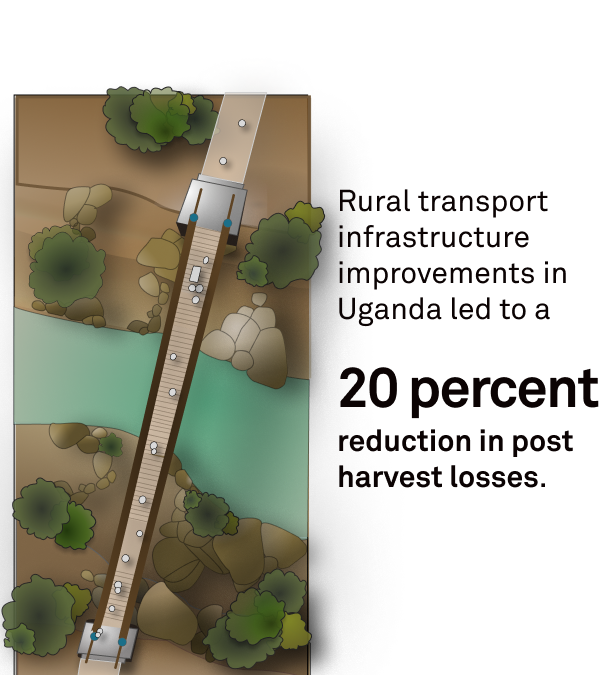 Rural transport
infrastructure
improvements in
Uganda led to a
20 percent
reduction in post
harvest losses.